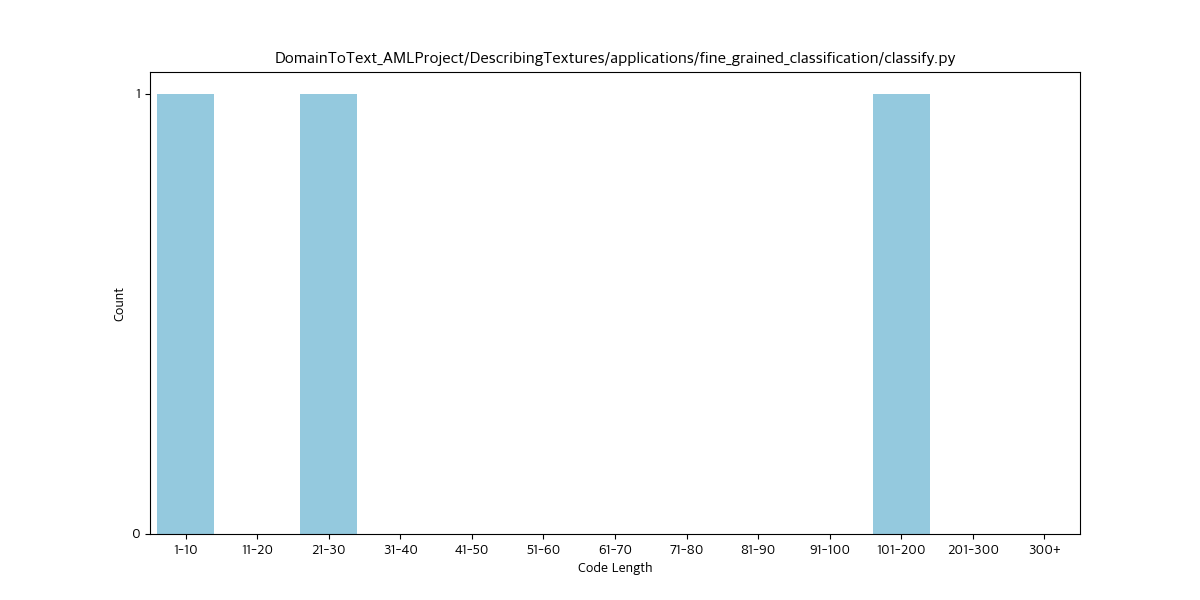 DomainToText_AMLProject/DescribingTextures/applications/fine_grained_classification/classify.py
1
Count
0
1-10 11-20 21-30 31-40 41-50 51-60 61-70 71-80 81-90 91-100 101-200 201-300 300+
Code Length